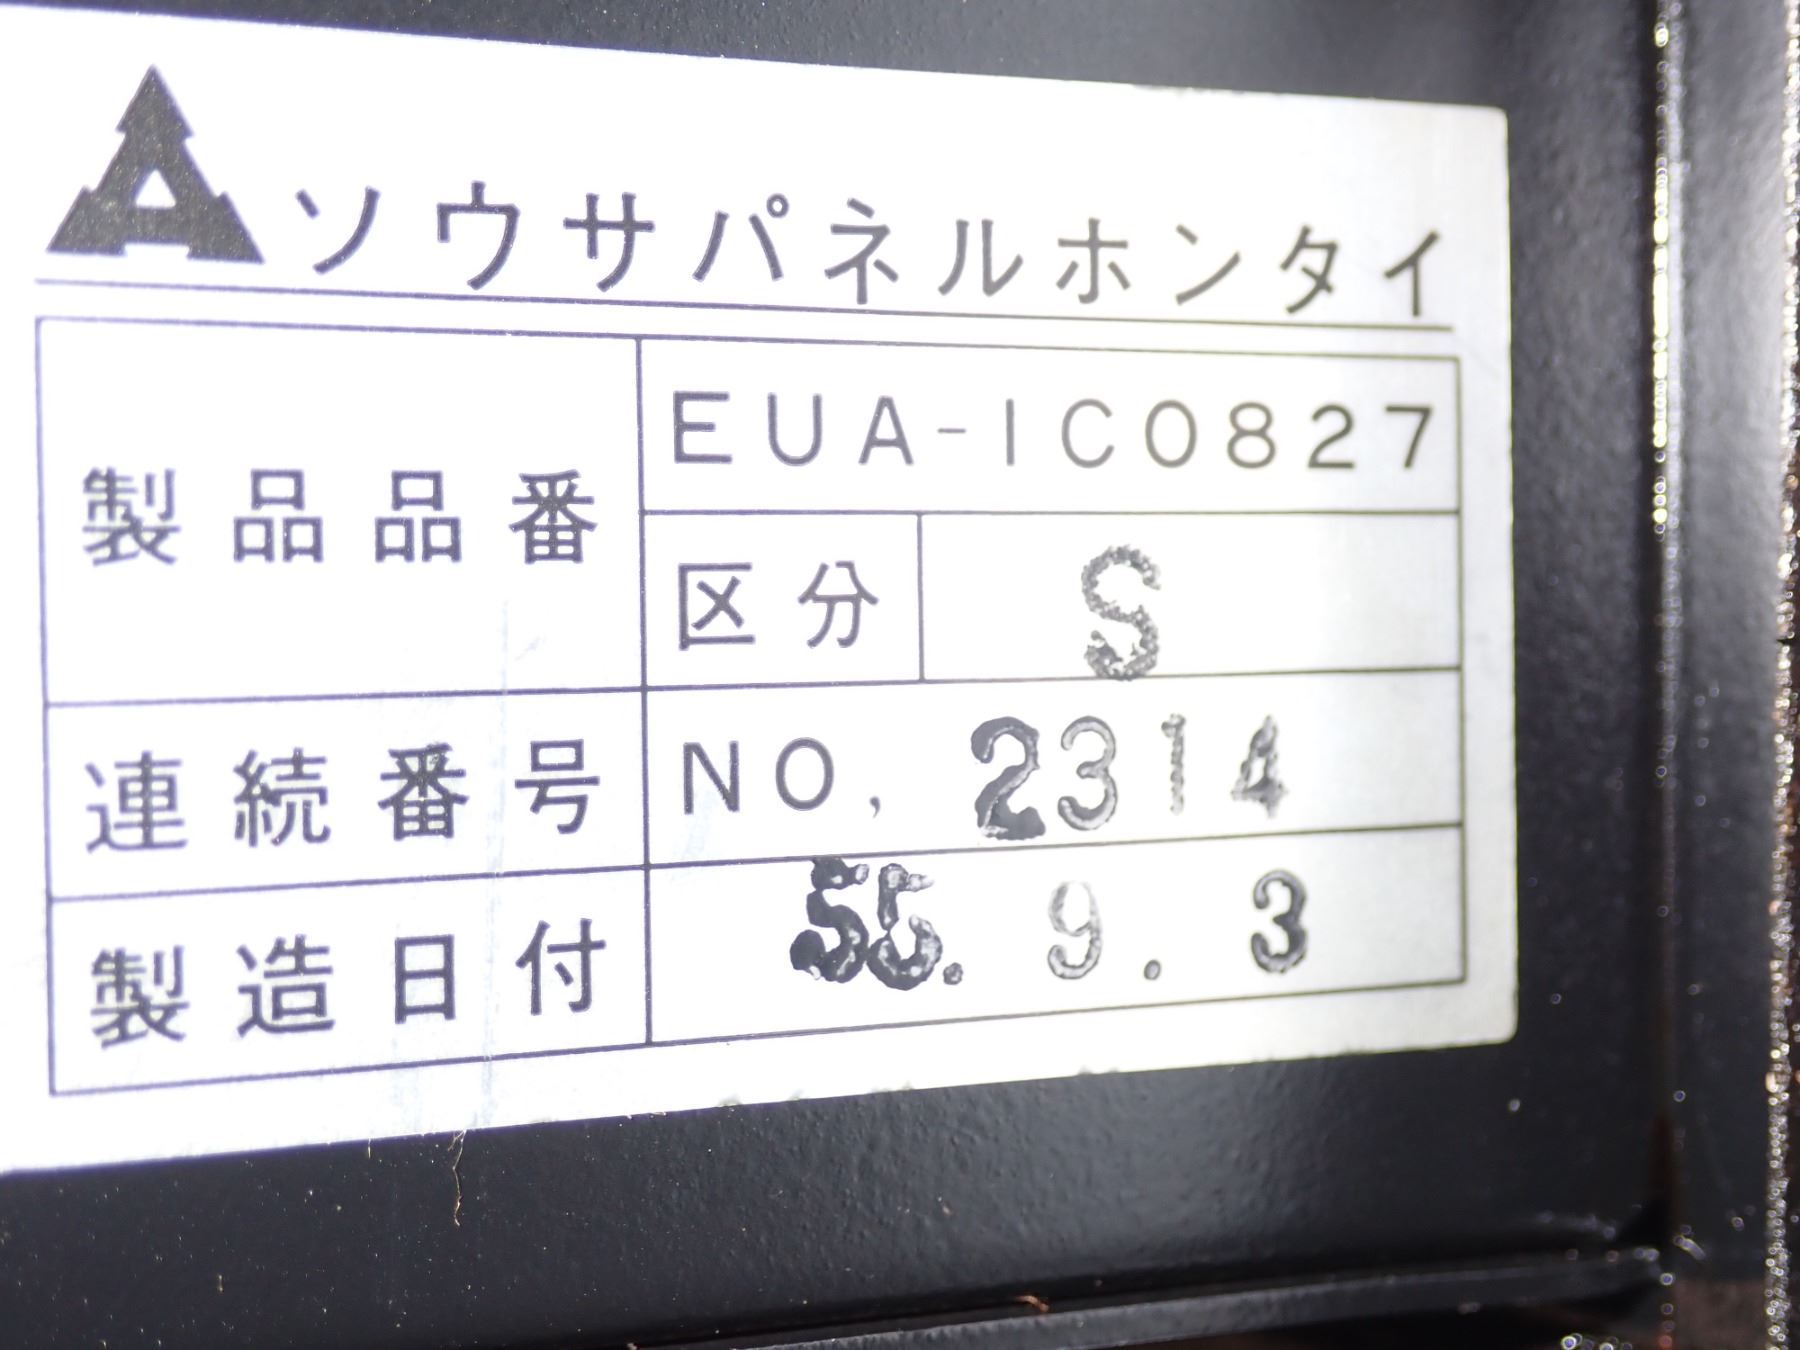 ソウサパネルホンタイ
製品品番 EUA-1C0827
区分 S
連続番号 NO, 2314
製造日付 55. 9. 3